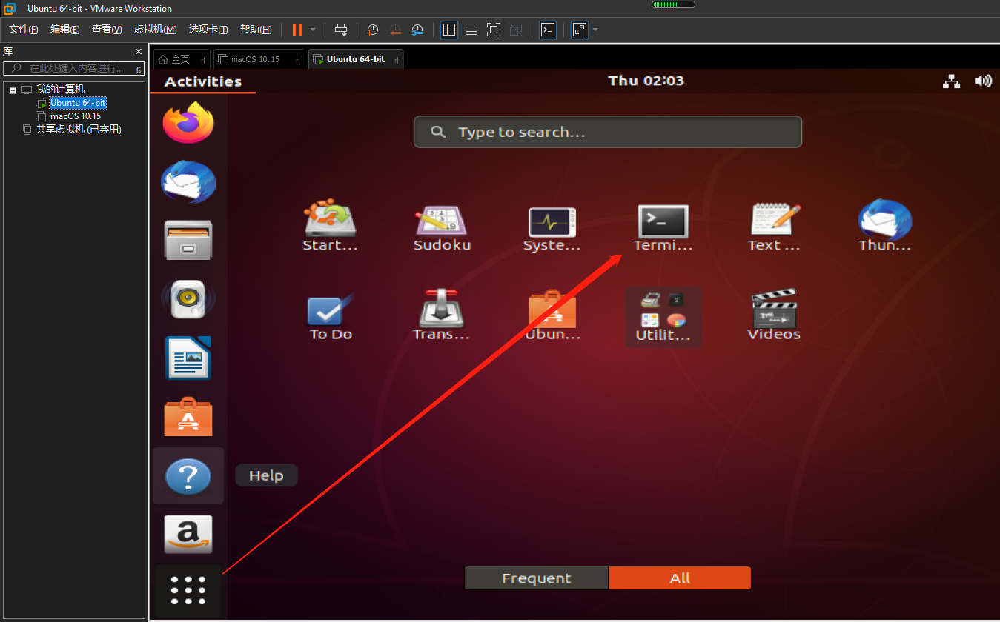 Ubuntu 64-bit - VMware Workstation
文件(F) 编辑(E) 查看(V) 虚拟机(M) 选项卡(T) 帮助(H)
库
在此处键入内容进行...
我的计算机
Ubuntu 64-bit
macOS 10.15
共享虚拟机 (已弃用)
主页 macOS 10.15 Ubuntu 64-bit
Activities Thu 02:03
Type to search...
Start... Sudoku Syste... Termi... Text ... Thun...
To Do Trans... Ubun... Utilit... Videos
Help
Frequent All